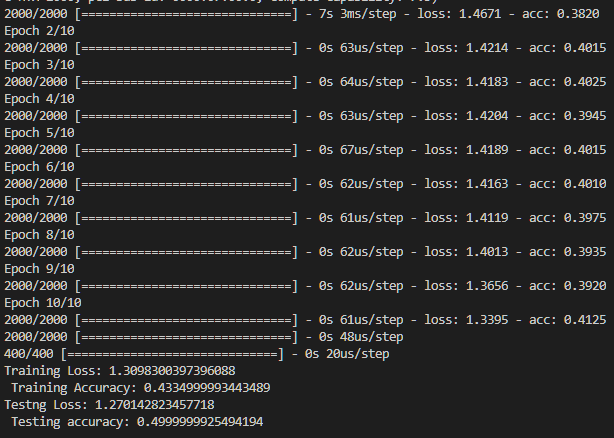 2000/2000 [==============================] - 7s 3ms/step - loss: 1.4671 - acc: 0.3820
Epoch 2/10
2000/2000 [==============================] - 0s 63us/step - loss: 1.4214 - acc: 0.4015
Epoch 3/10
2000/2000 [==============================] - 0s 64us/step - loss: 1.4183 - acc: 0.4025
Epoch 4/10
2000/2000 [==============================] - 0s 63us/step - loss: 1.4204 - acc: 0.3945
Epoch 5/10
2000/2000 [==============================] - 0s 67us/step - loss: 1.4189 - acc: 0.4015
Epoch 6/10
2000/2000 [==============================] - 0s 62us/step - loss: 1.4163 - acc: 0.4010
Epoch 7/10
2000/2000 [==============================] - 0s 61us/step - loss: 1.4119 - acc: 0.3975
Epoch 8/10
2000/2000 [==============================] - 0s 62us/step - loss: 1.4013 - acc: 0.3935
Epoch 9/10
2000/2000 [==============================] - 0s 62us/step - loss: 1.3656 - acc: 0.3920
Epoch 10/10
2000/2000 [==============================] - 0s 61us/step - loss: 1.3395 - acc: 0.4125
2000/2000 [==============================] - 0s 48us/step
400/400 [==============================] - 0s 20us/step
Training Loss: 1.3098300397396088
 Training Accuracy: 0.4334999993443489
Testng Loss: 1.270142823457718
 Testing accuracy: 0.4999999925494194